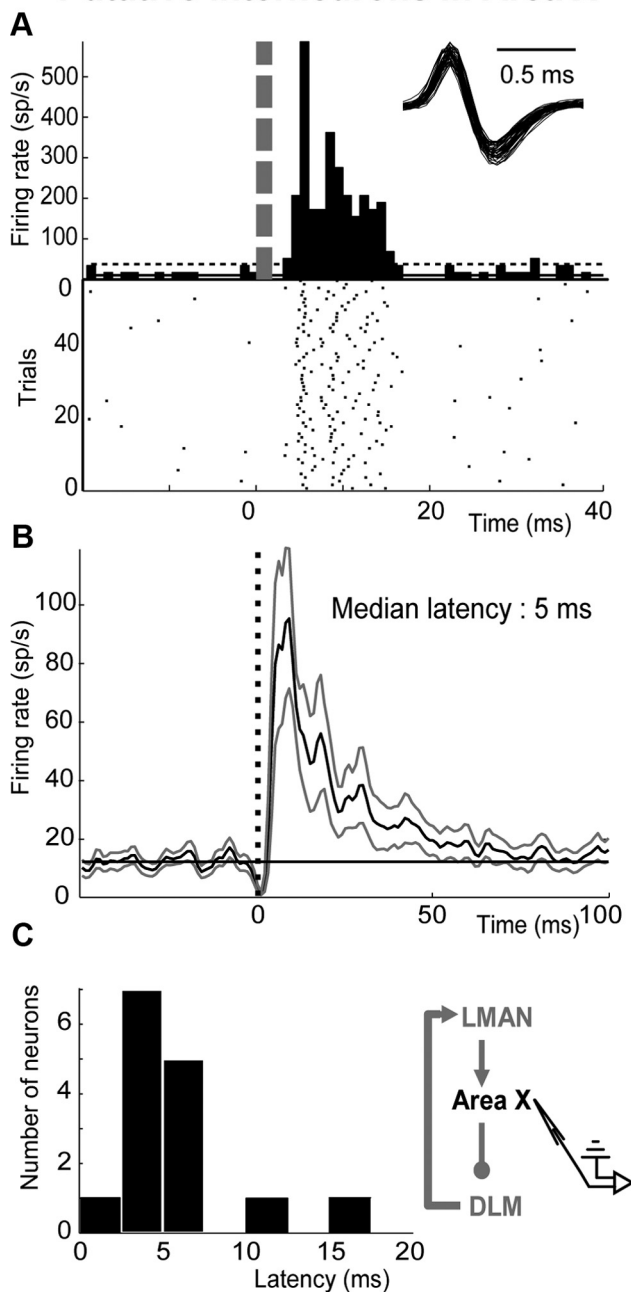 A
Firing rate (sp/s)
500
400
300
200
100
0.5 ms
0
40
20
0
Trials
0
20
40
Time (ms)
B
Firing rate (sp/s)
100
80
60
40
20
0
Median latency : 5 ms
0
50
100
Time (ms)
C
Number of neurons
6
4
2
0
0
5
10
15
20
Latency (ms)
LMAN
Area X
DLM